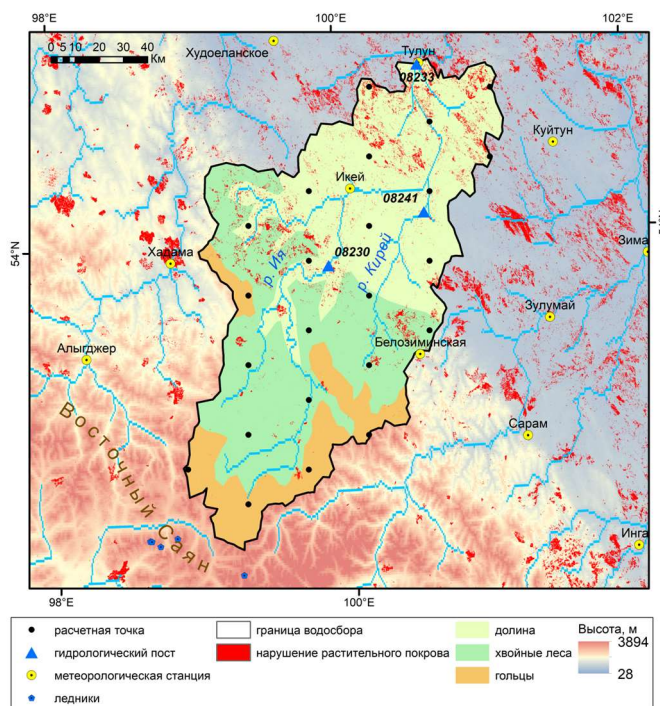 98°E 100°E 102°E
0 5 10 20 30 40
Км
Худоеланское
Тулун
08233
Куйтун
Икей
08241
54°N
Хадама
08230
р. Ия
р. Кирей
Зима
Зулумай
Алыгджер
Белозиминская
Восточный Саян
Сарам
Инга
98°E 100°E
расчетная точка
гидрологический пост
метеорологическая станция
ледники
граница водосбора
нарушение растительного покрова
долина
хвойные леса
гольцы
Высота, м
3894
28